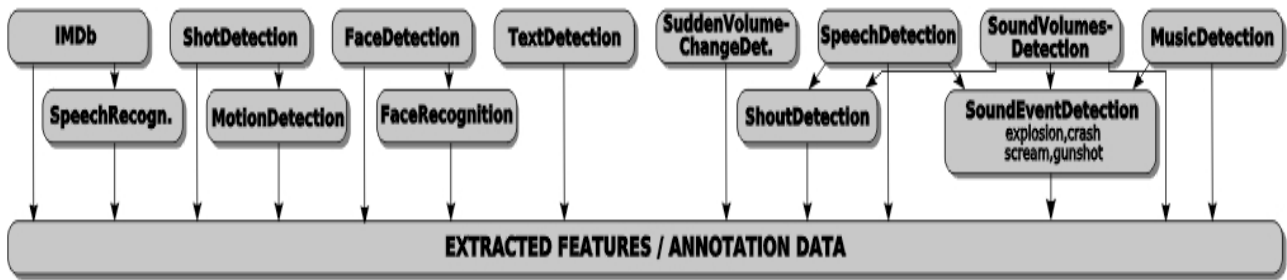 IMDb
ShotDetection
FaceDetection
TextDetection
SuddenVolume-
ChangeDet.
SpeechDetection
SoundVolumes-
Detection
MusicDetection
SpeechRecogn.
MotionDetection
FaceRecognition
ShoutDetection
SoundEventDetection
explosion,crash
scream,gunshot
EXTRACTED FEATURES / ANNOTATION DATA